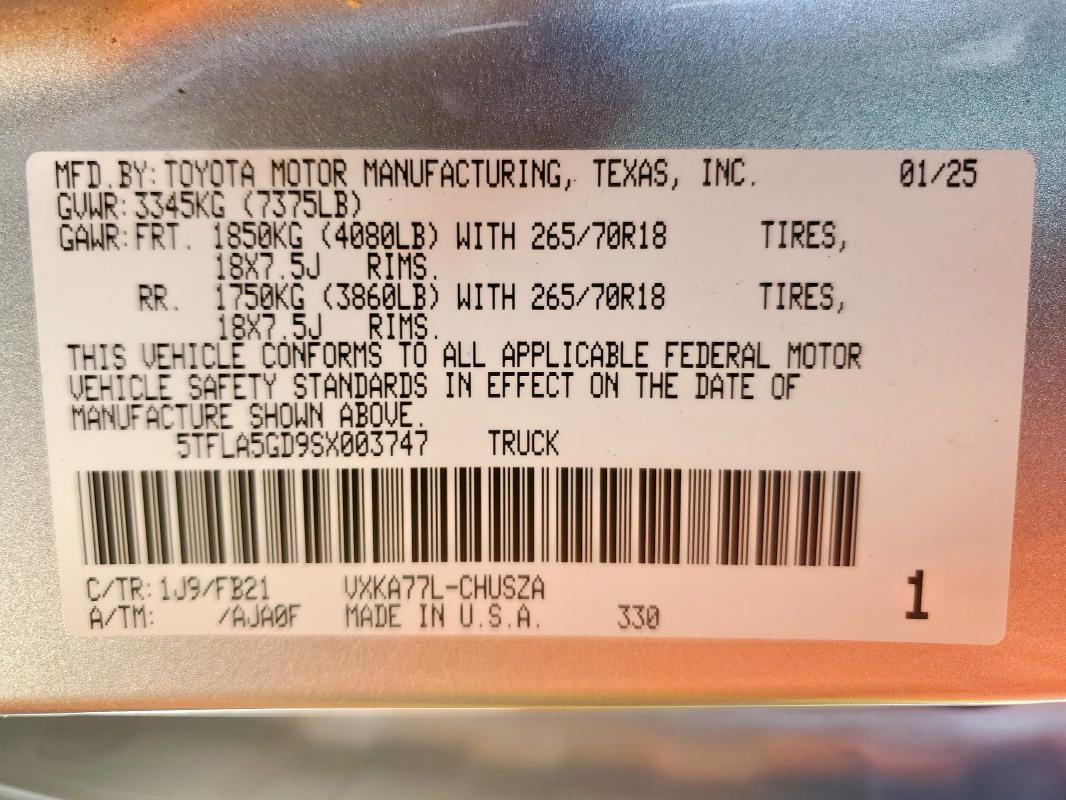 MFD.BY: TOYOTA MOTOR MANUFACTURING, TEXAS, INC. 01/25
GVWR: 3345KG (7375LB)
GAWR: FRT. 1850KG (4080LB) WITH 265/70R18 TIRES,
18X7.5J RIMS.
RR. 1750KG (3860LB) WITH 265/70R18 TIRES,
18X7.5J RIMS.
THIS VEHICLE CONFORMS TO ALL APPLICABLE FEDERAL MOTOR
VEHICLE SAFETY STANDARDS IN EFFECT ON THE DATE OF
MANUFACTURE SHOWN ABOVE.
5TFLA5GD9SX003747 TRUCK
C/TR: 1J9/FB21 VXKA77L-CHUSZA
A/TM: /AJA0F MADE IN U.S.A. 330 1